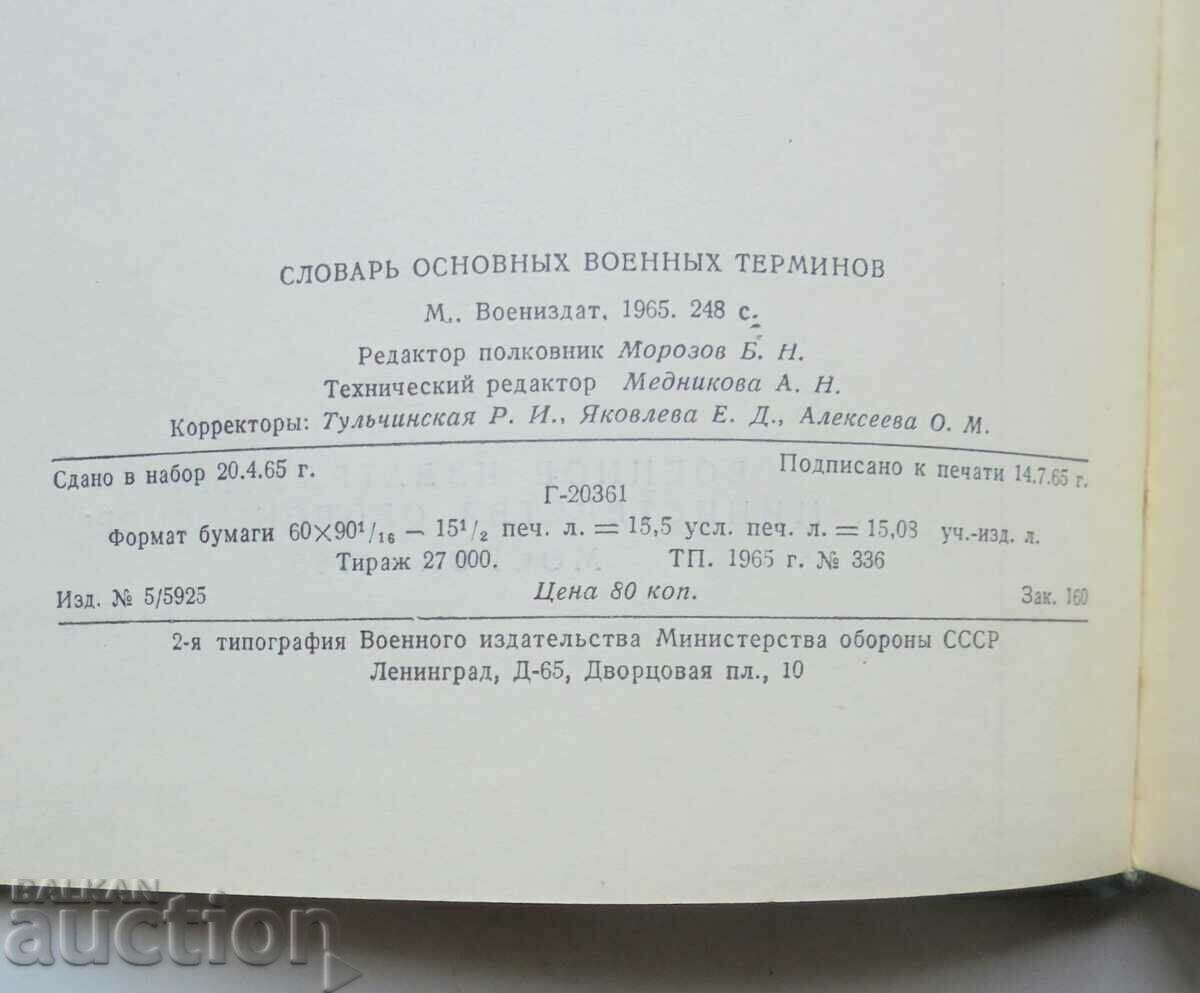 СЛОВАРЬ ОСНОВНЫХ ВОЕННЫХ ТЕРМИНОВ
М,. Воениздат, 1965. 248 с.
Редактор полковник Морозов Б. Н.
Технический редактор Медникова А. Н.
Корректоры: Тульчинская Р. И., Яковлева Е. Д., Алексеева О. М.
Сдано в набор 20.4.65 г. Подписано к печати 14.7.65 г.
Г-20361
Формат бумаги 60×90¹/₁₆ — 15¹/₂ печ. л. = 15,5 усл. печ. л. = 15,08 уч.-изд. л.
Тираж 27 000. ТП. 1965 г. № 336
Изд. № 5/5925 Цена 80 коп. Зак. 160
2-я типография Военного издательства Министерства обороны СССР
Ленинград, Д-65, Дворцовая пл., 10
BALKAN
auction